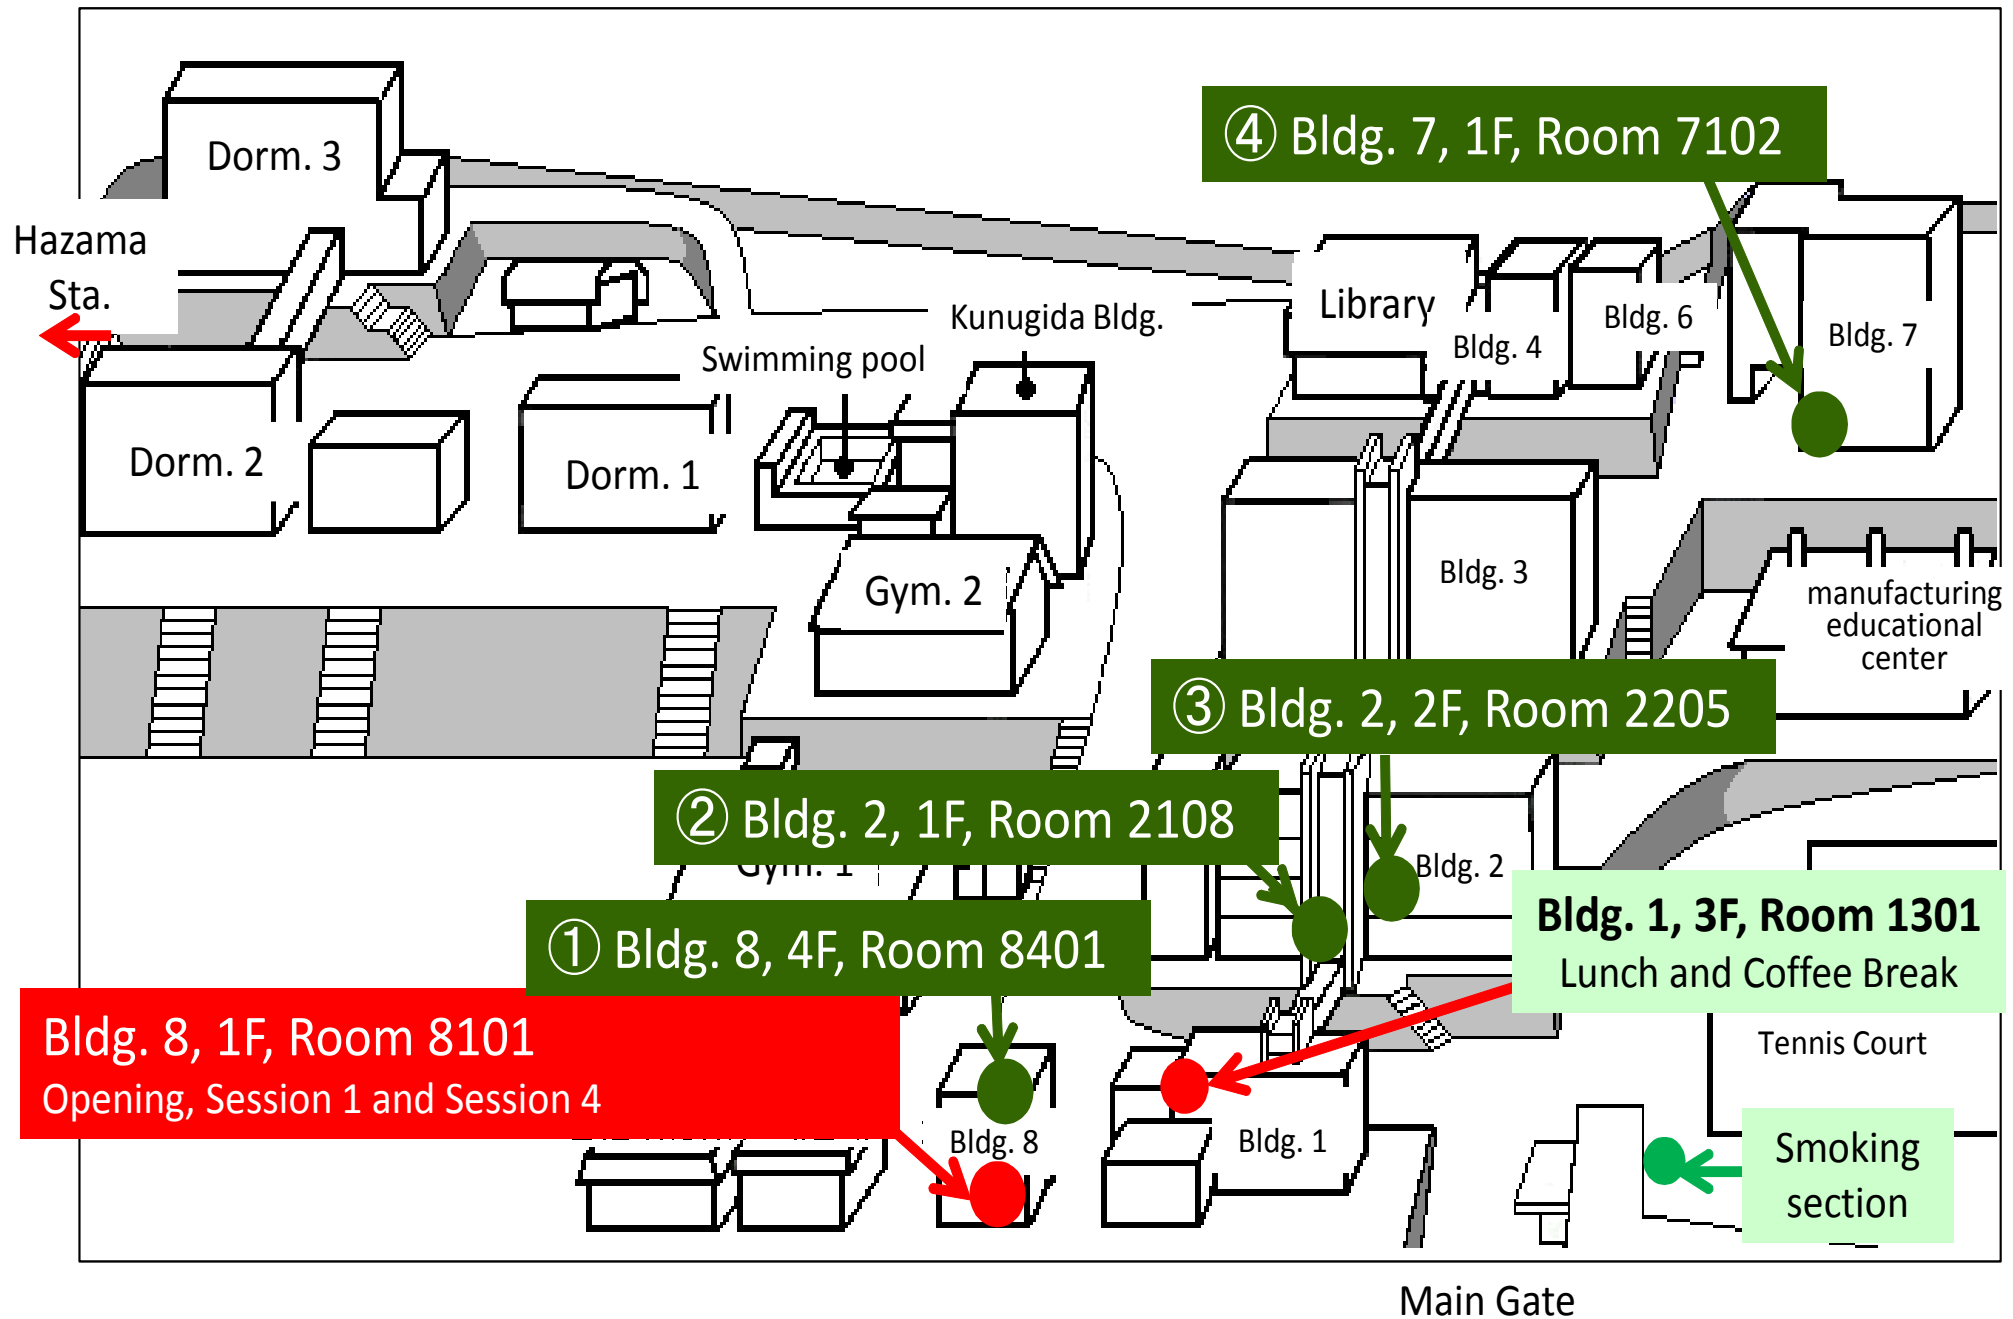 ④ Bldg. 7, 1F, Room 7102
Dorm. 3
Hazama
Sta.
Kunugida Bldg.
Library
Bldg. 4
Bldg. 6
Bldg. 7
Swimming pool
Dorm. 2
Dorm. 1
Gym. 2
Bldg. 3
manufacturing
educational
center
③ Bldg. 2, 2F, Room 2205
② Bldg. 2, 1F, Room 2108
Gym. 1
Bldg. 2
① Bldg. 8, 4F, Room 8401
Bldg. 1, 3F, Room 1301
Lunch and Coffee Break
Bldg. 8, 1F, Room 8101
Opening, Session 1 and Session 4
Tennis Court
Bldg. 8
Bldg. 1
Smoking
section
Main Gate